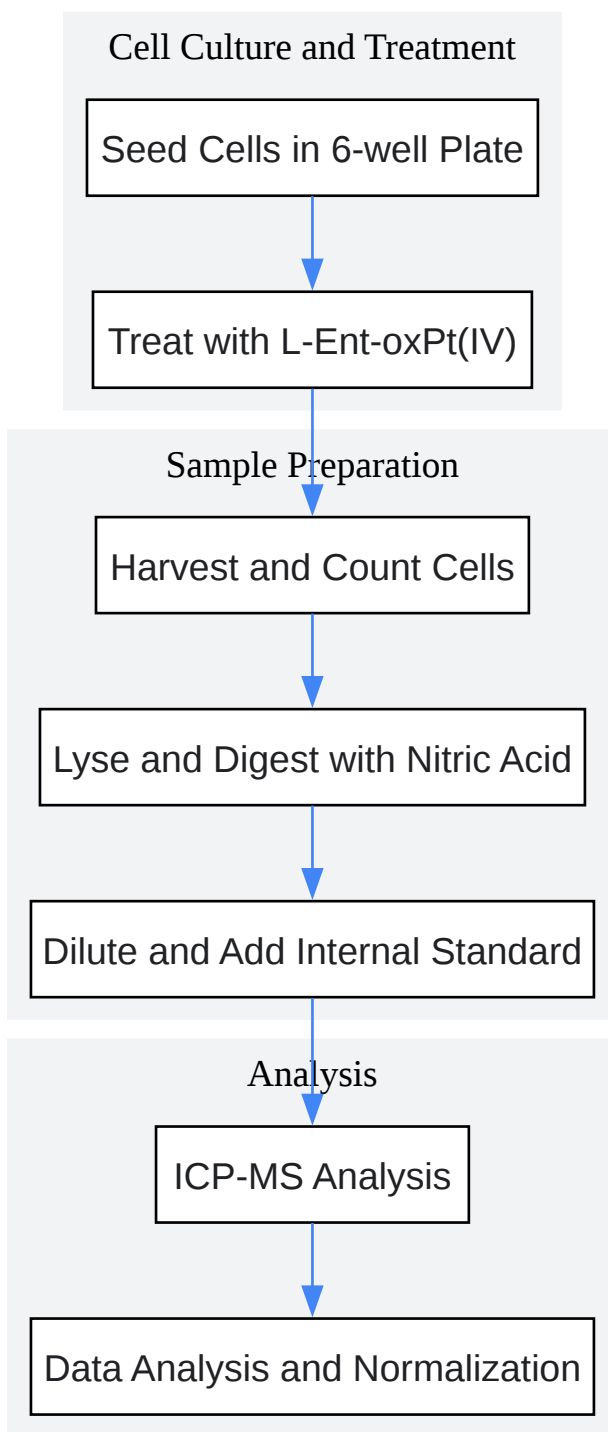 Cell Culture and Treatment
Seed Cells in 6-well Plate
Treat with L-Ent-oxPt(IV)
Sample Preparation
Harvest and Count Cells
Lyse and Digest with Nitric Acid
Dilute and Add Internal Standard
Analysis
ICP-MS Analysis
Data Analysis and Normalization